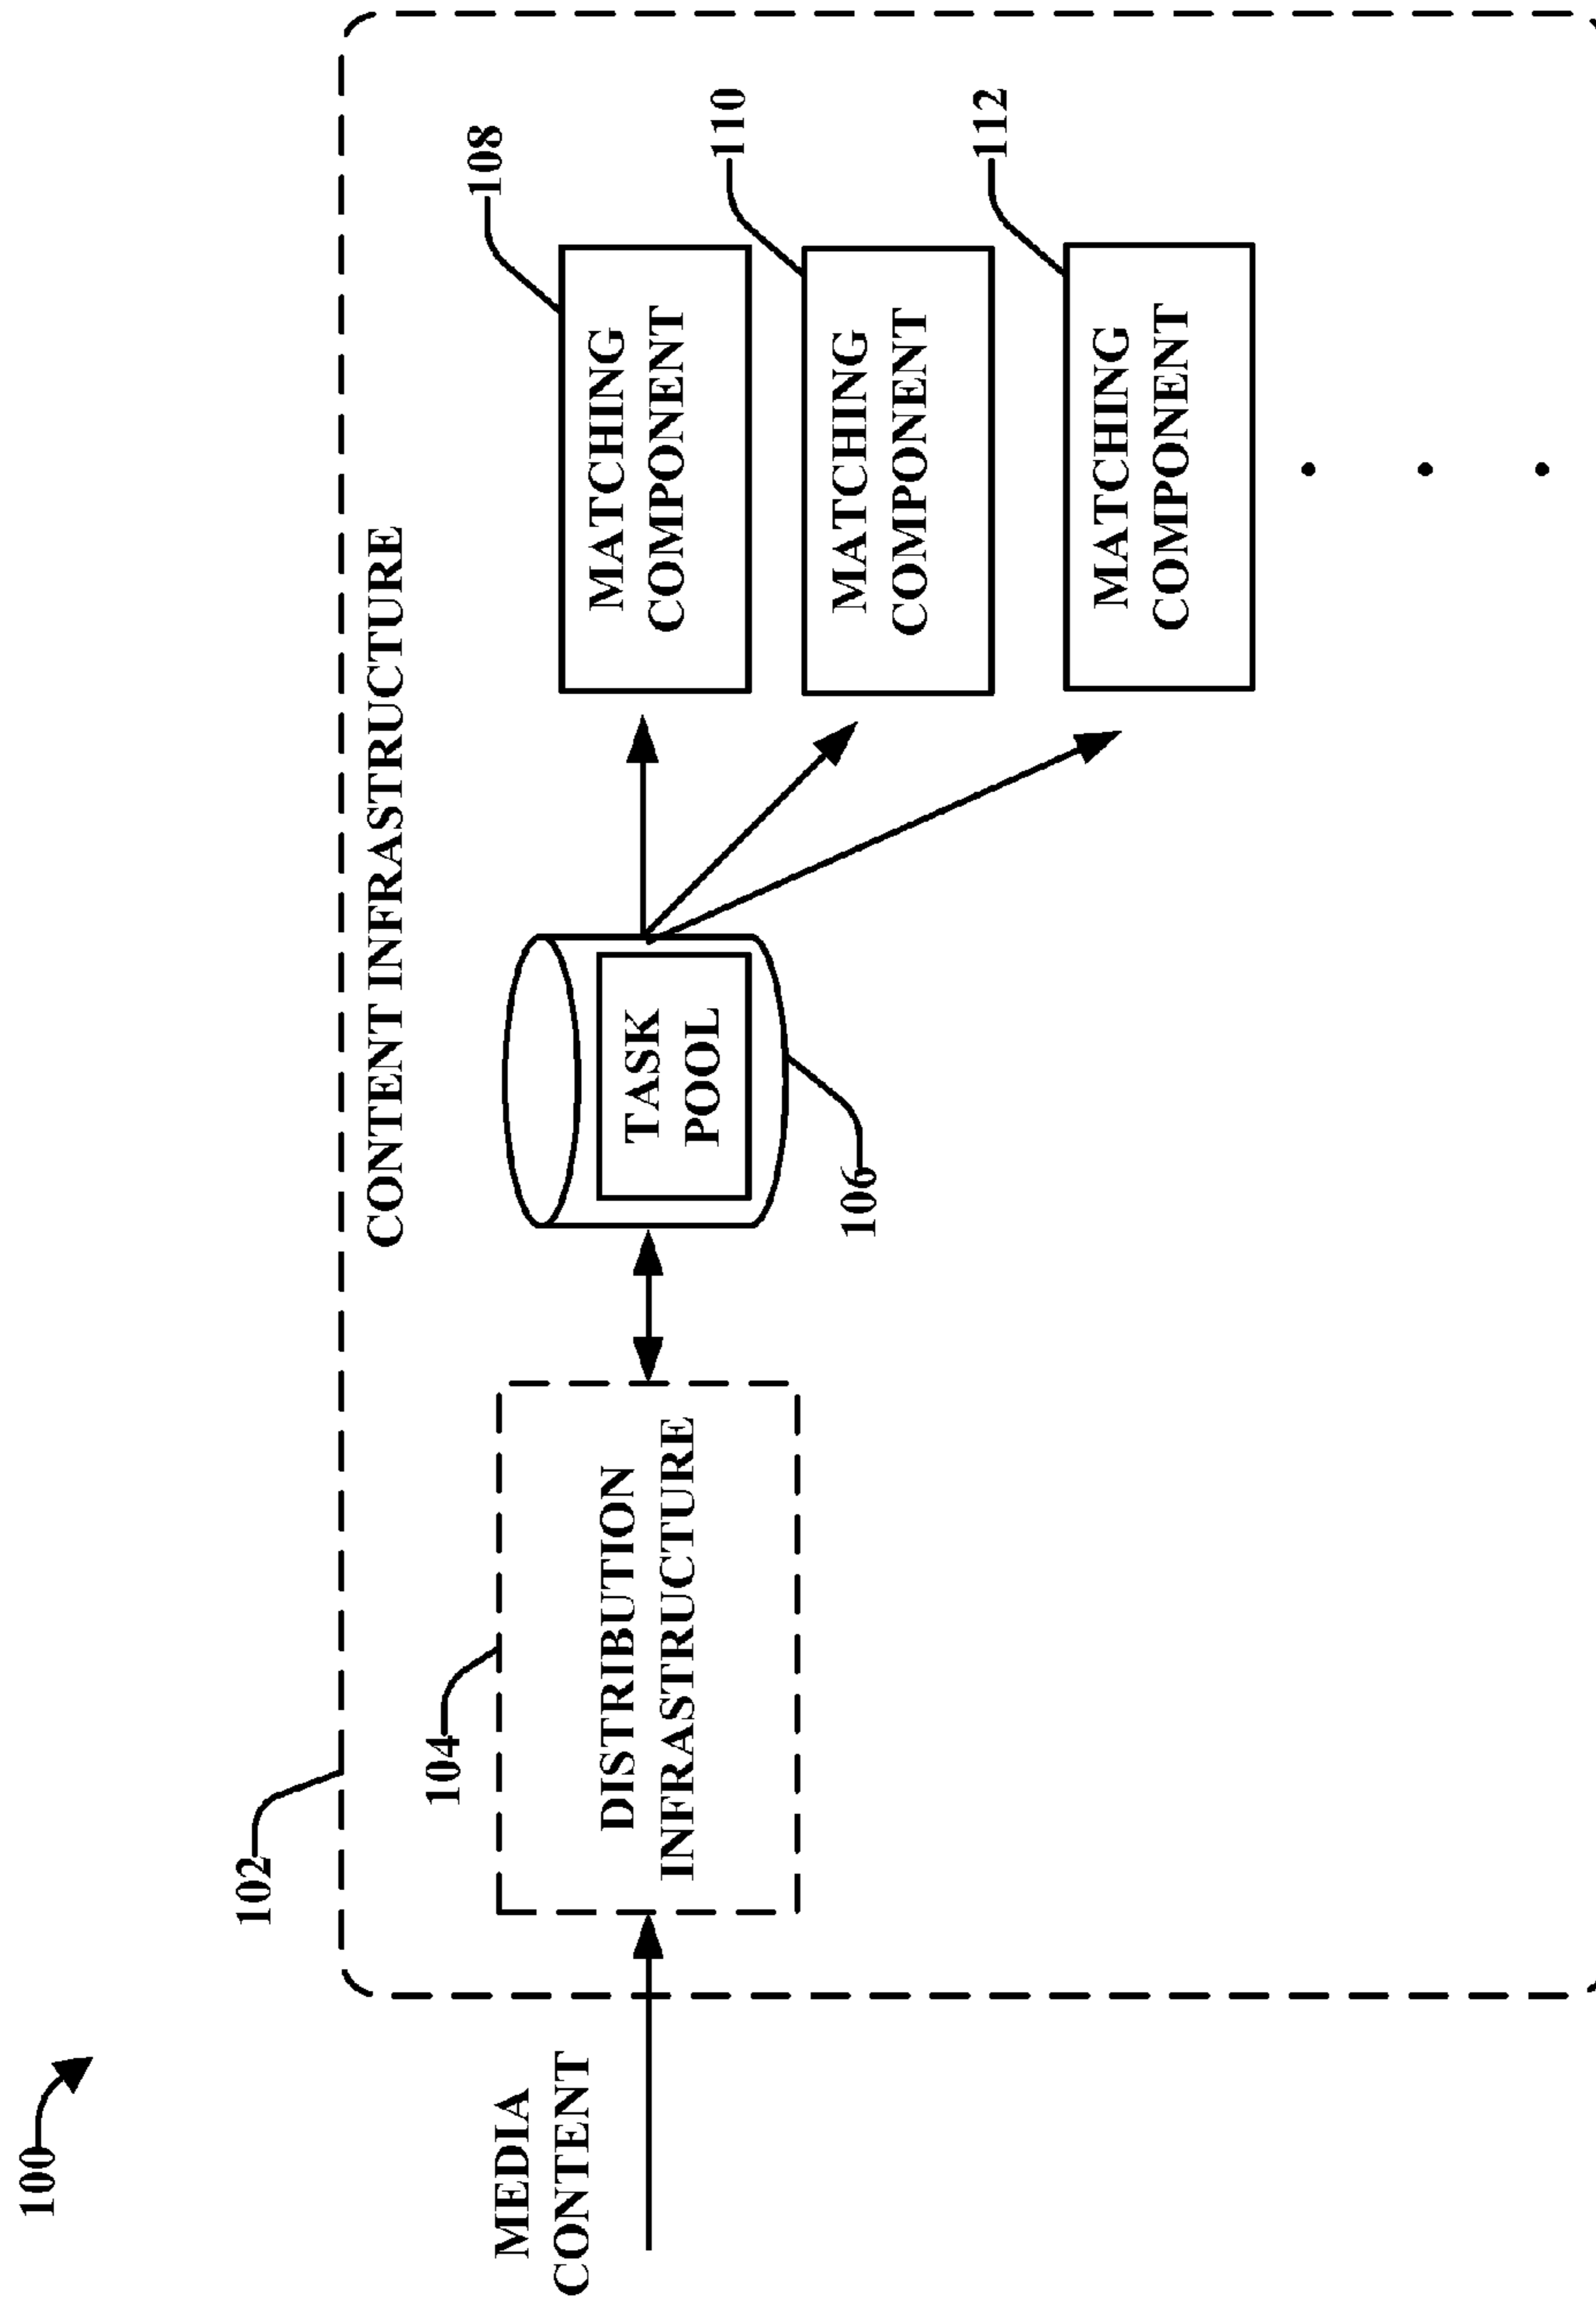 100
102
CONTENT INFRASTRUCTURE
MEDIA
CONTENT
104
DISTRIBUTION
INFRASTRUCTURE
TASK
POOL
106
108
MATCHING
COMPONENT
110
MATCHING
COMPONENT
112
MATCHING
COMPONENT